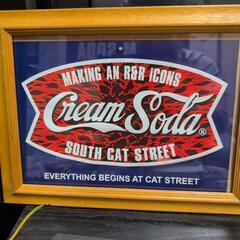 MAKING AN R&R iCONS
Cream Soda®
SOUTH CAT STREET
EVERYTHING BEGINS AT CAT STREET